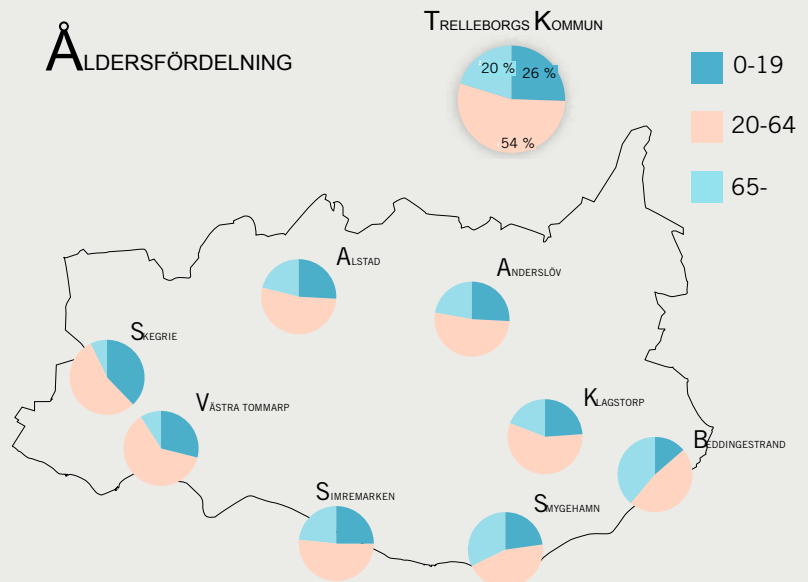 ÅLDERSFÖRDELNING
TRELLEBORGS KOMMUN
20 %
26 %
54 %
0-19
20-64
65-
ALSTAD
ANDERSLÖV
SKEGRIE
VÄSTRA TOMMARP
KLAGSTORP
BEDDINGESTRAND
SIMREMARKEN
SMYGEHAMN